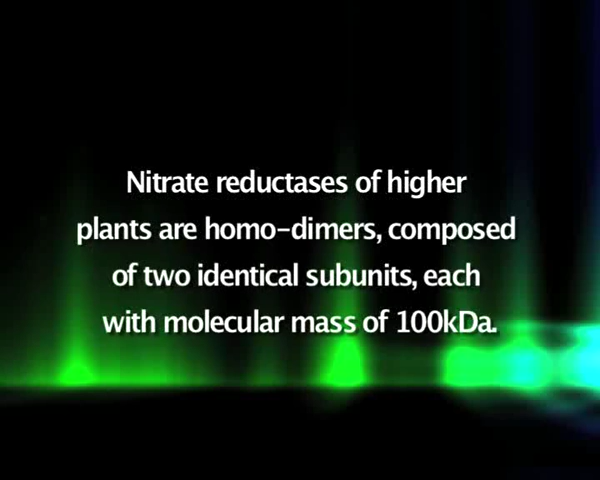 Nitrate reductases of higher
plants are homo-dimers, composed
of two identical subunits, each
with molecular mass of 100kDa.